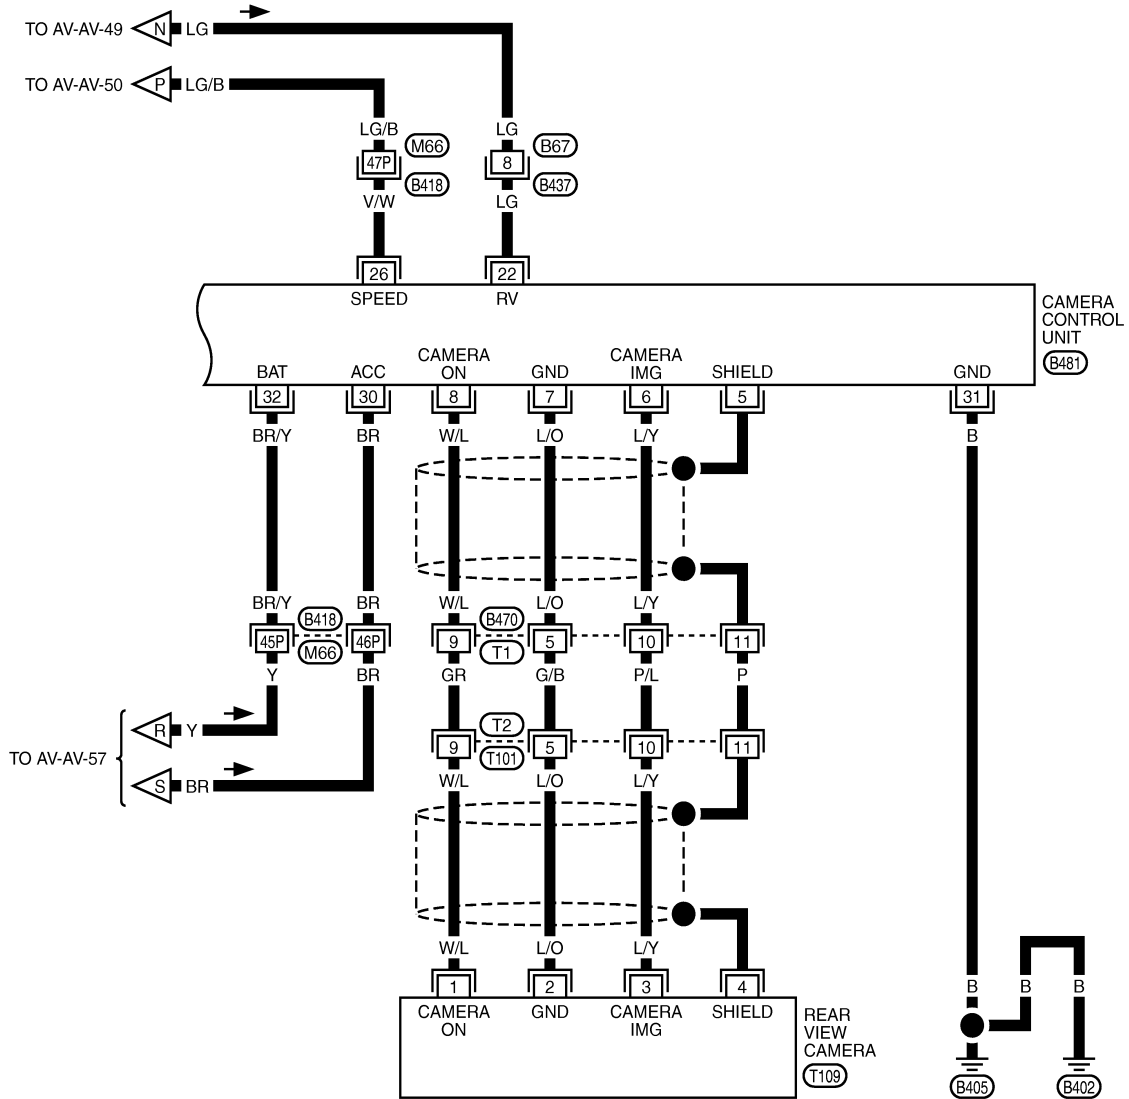 TO AV-AV-49 N LG
TO AV-AV-50 P LG/B
LG/B LG
M66 B67
47P 8
B418 B437
V/W LG
26 22
SPEED RV
CAMERA
CONTROL
UNIT
B481
BAT ACC CAMERA
ON GND CAMERA
IMG SHIELD GND
32 30 8 7 6 5 31
BR/Y BR W/L L/O L/Y B
BR/Y BR W/L L/O L/Y
B418 B470
45P 46P 9 5 10 11
M66 T1
Y BR GR G/B P/L P
R Y
T2
9 5 10 11
T101
TO AV-AV-57
S BR
W/L L/O L/Y
W/L L/O L/Y
1 2 3 4
B B B
CAMERA
ON GND CAMERA
IMG SHIELD
REAR
VIEW
CAMERA
T109
B405 B402